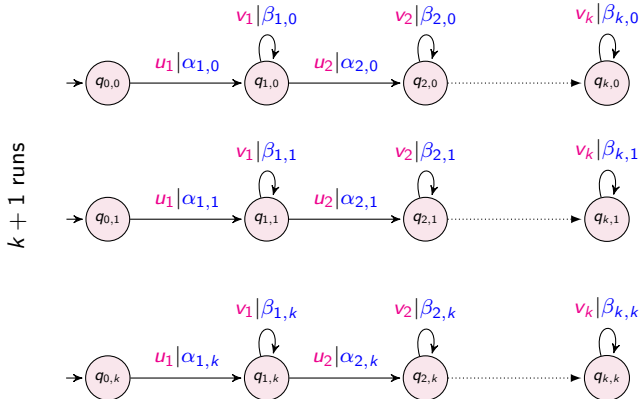 v₁|β₁,₀ v₂|β₂,₀ vₖ|βₖ,₀
u₁|α₁,₀ u₂|α₂,₀
q₀,₀ q₁,₀ q₂,₀ qₖ,₀
v₁|β₁,₁ v₂|β₂,₁ vₖ|βₖ,₁
u₁|α₁,₁ u₂|α₂,₁
q₀,₁ q₁,₁ q₂,₁ qₖ,₁
k + 1 runs
v₁|β₁,ₖ v₂|β₂,ₖ vₖ|βₖ,ₖ
u₁|α₁,ₖ u₂|α₂,ₖ
q₀,ₖ q₁,ₖ q₂,ₖ qₖ,ₖ